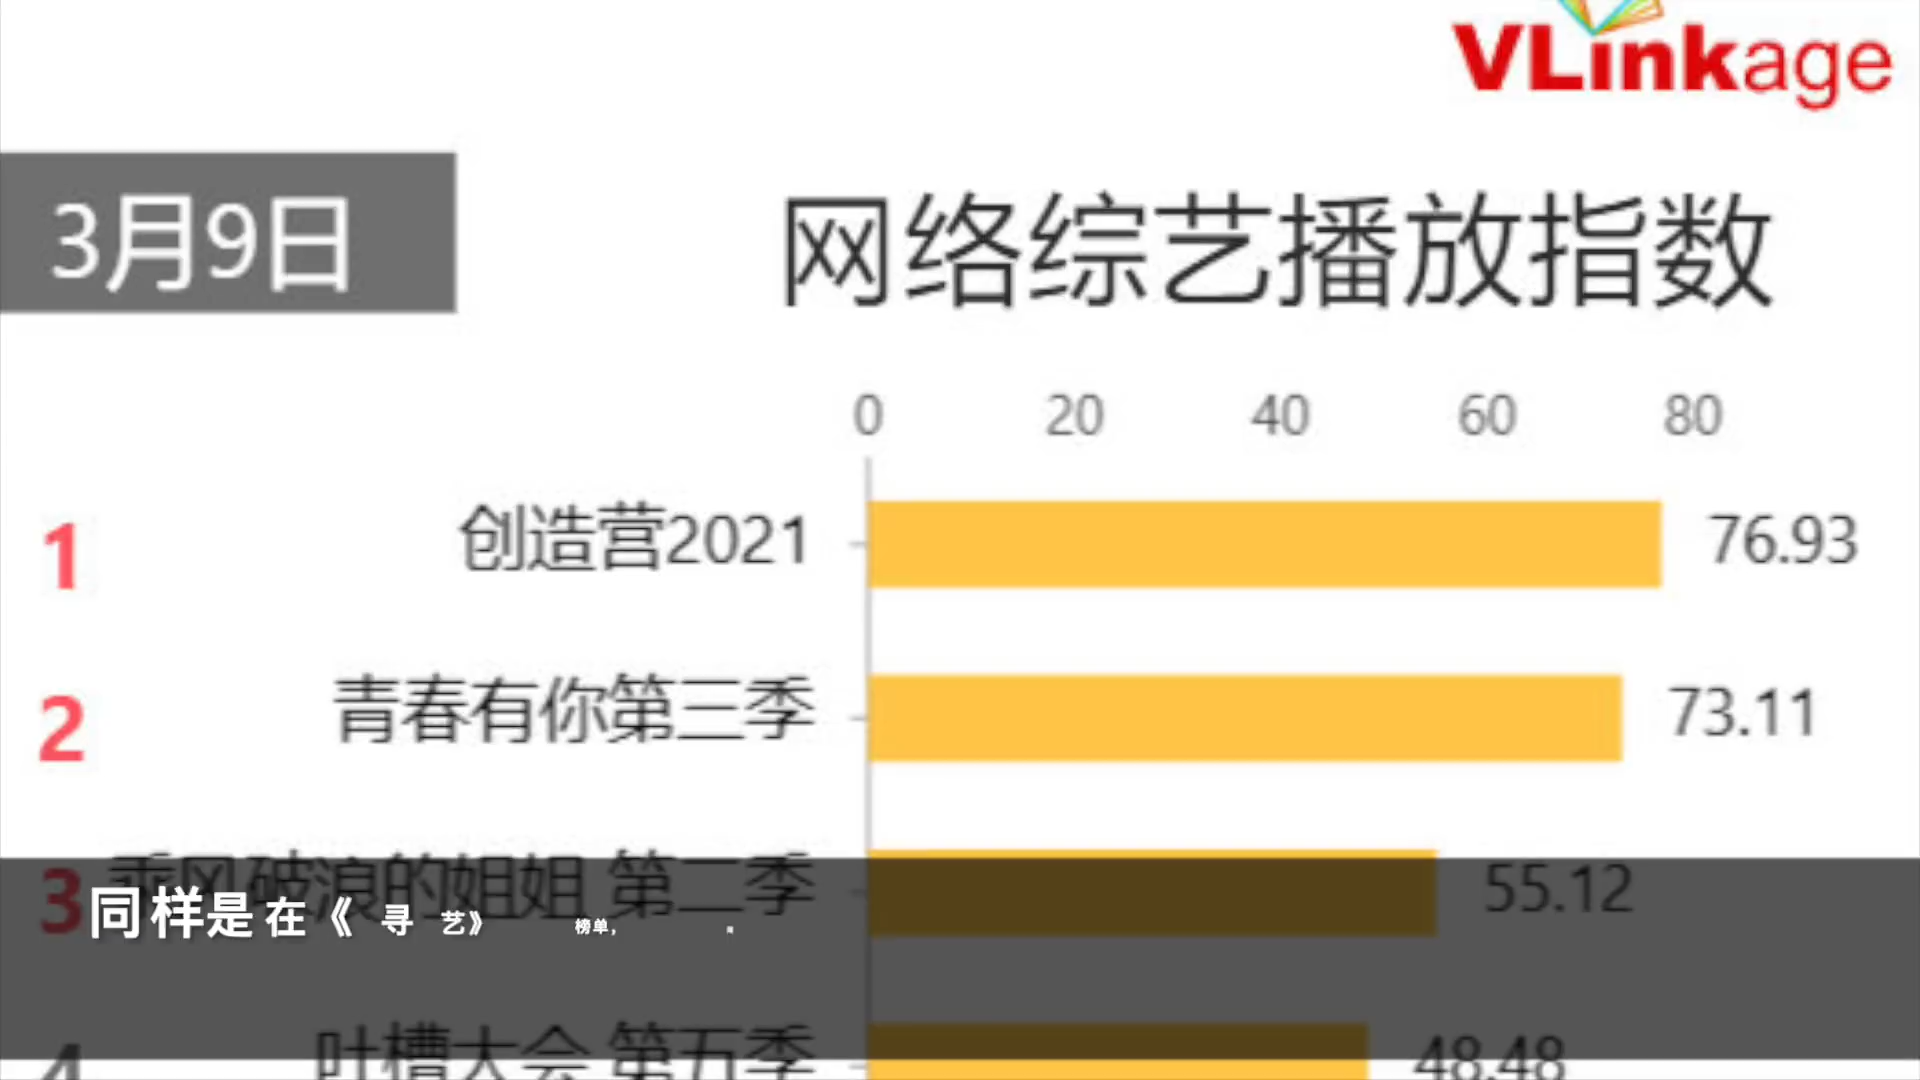 VLinkage
3月9日
网络综艺播放指数
0 20 40 60 80
1 创造营2021 76.93
2 青春有你第三季 73.11
3 乘风破浪的姐姐 第二季 55.12
同样是在《寻艺》榜单，
4 吐槽大会 第五季 48.48